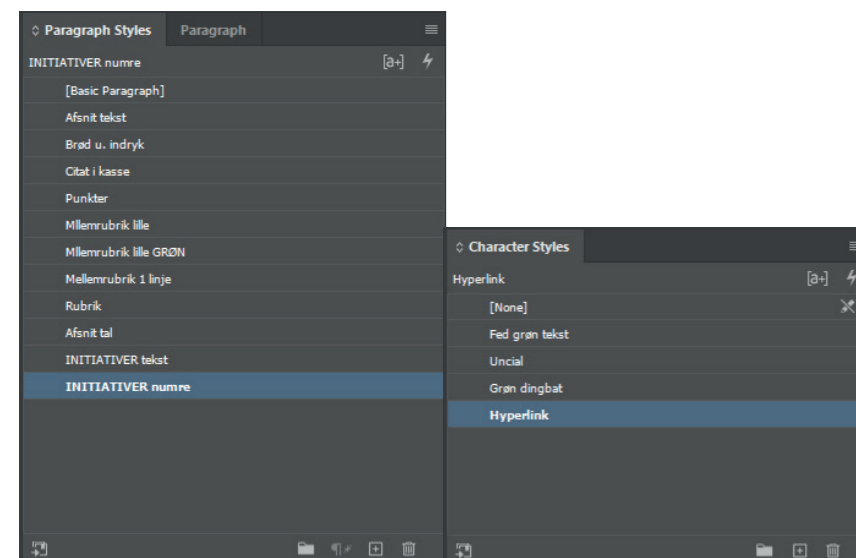 Paragraph Styles Paragraph
INITIATIVER numre [a+]
[Basic Paragraph]
Afsnit tekst
Brød u. indryk
Citat i kasse
Punkter
Mllemrubrik lille
Mllemrubrik lille GRØN
Mellemrubrik 1 linje
Rubrik
Afsnit tal
INITIATIVER tekst
INITIATIVER numre
Character Styles
Hyperlink [a+]
[None]
Fed grøn tekst
Uncial
Grøn dingbat
Hyperlink